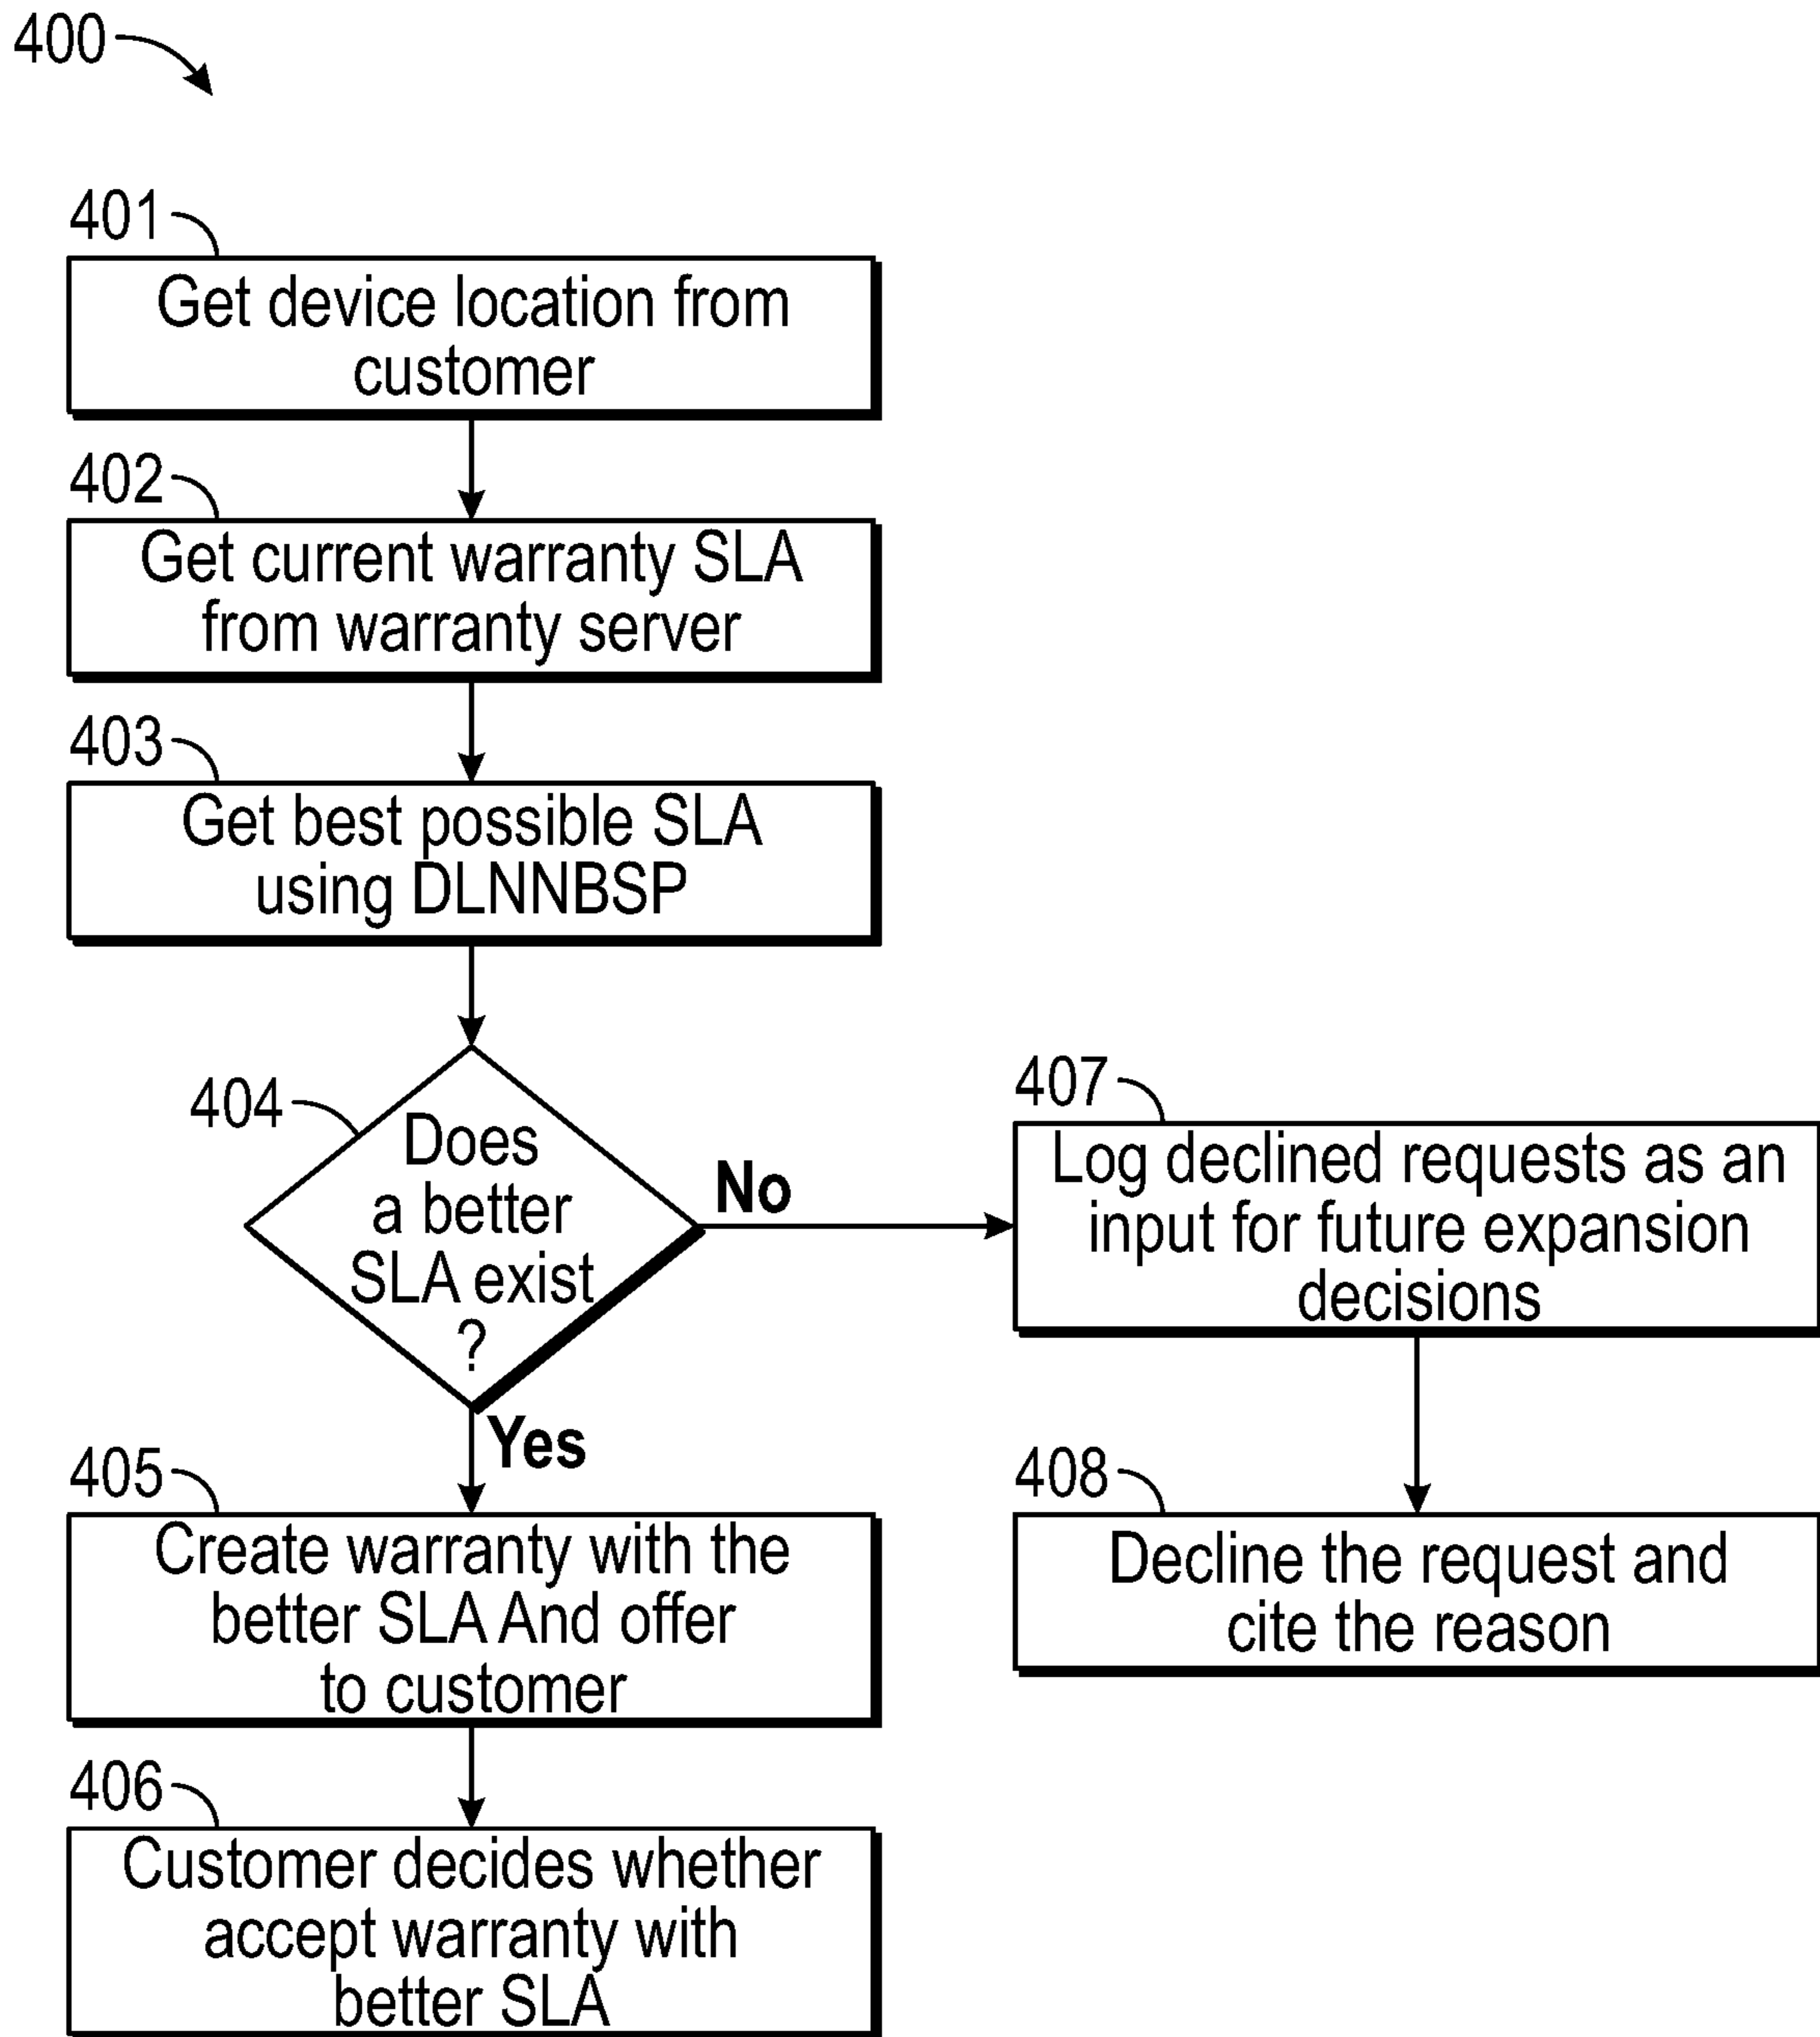 400
401
Get device location from
customer
402
Get current warranty SLA
from warranty server
403
Get best possible SLA
using DLNNBSP
404
Does
a better
SLA exist
?
No
Yes
405
Create warranty with the
better SLA And offer
to customer
406
Customer decides whether
accept warranty with
better SLA
407
Log declined requests as an
input for future expansion
decisions
408
Decline the request and
cite the reason